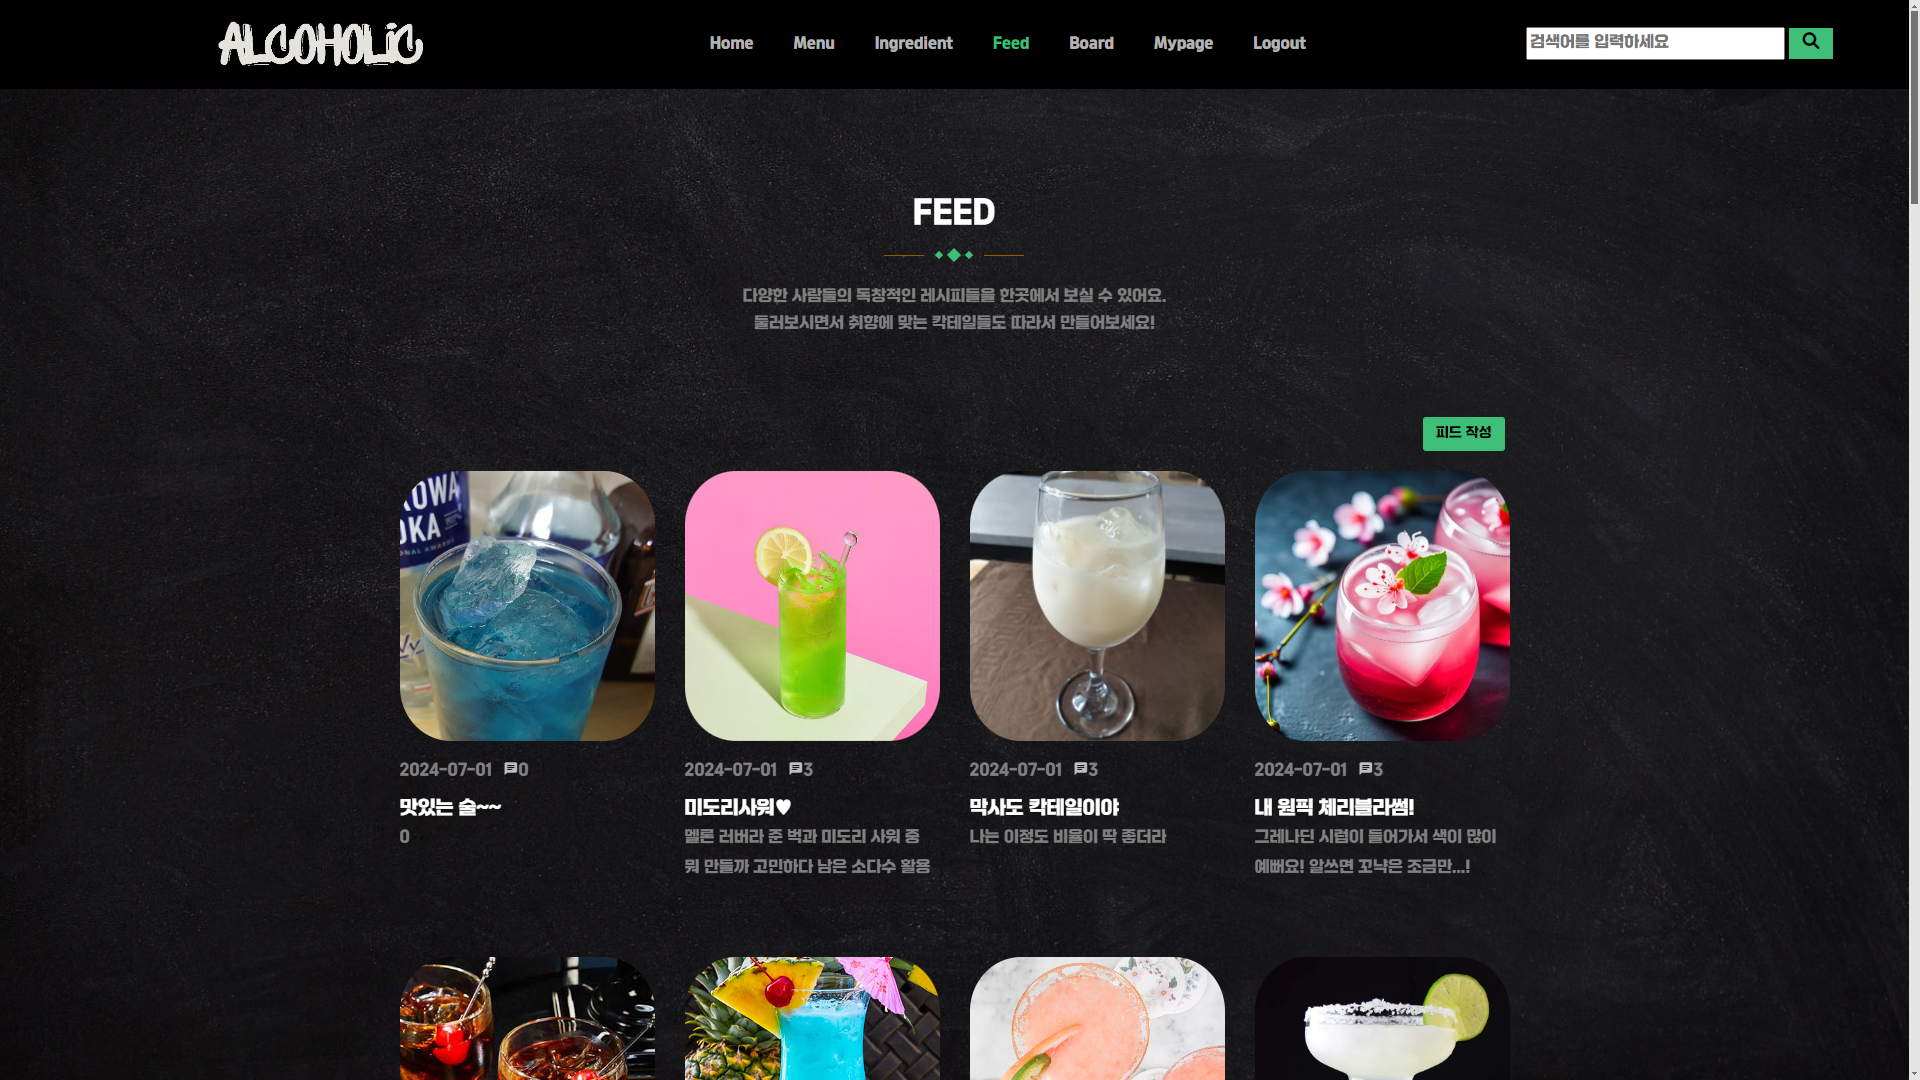 ALCOHOLiC
Home Menu Ingredient Feed Board Mypage Logout
검색어를 입력하세요
FEED
다양한 사람들의 독창적인 레시피들을 한곳에서 보실 수 있어요.
둘러보시면서 취향에 맞는 칵테일들도 따라서 만들어보세요!
피드 작성
OWA
OKA
2024-07-01 0
맛있는 술~~
0
2024-07-01 3
미도리사워♥
멜론 러버라 준 벅과 미도리 사워 중
뭐 만들까 고민하다 남은 소다수 활용
2024-07-01 3
막사도 칵테일이야
나는 이정도 비율이 딱 좋더라
2024-07-01 3
내 원픽 체리블라썸!
그레나딘 시럽이 들어가서 색이 많이
예뻐요! 알쓰면 꼬냑은 조금만...!